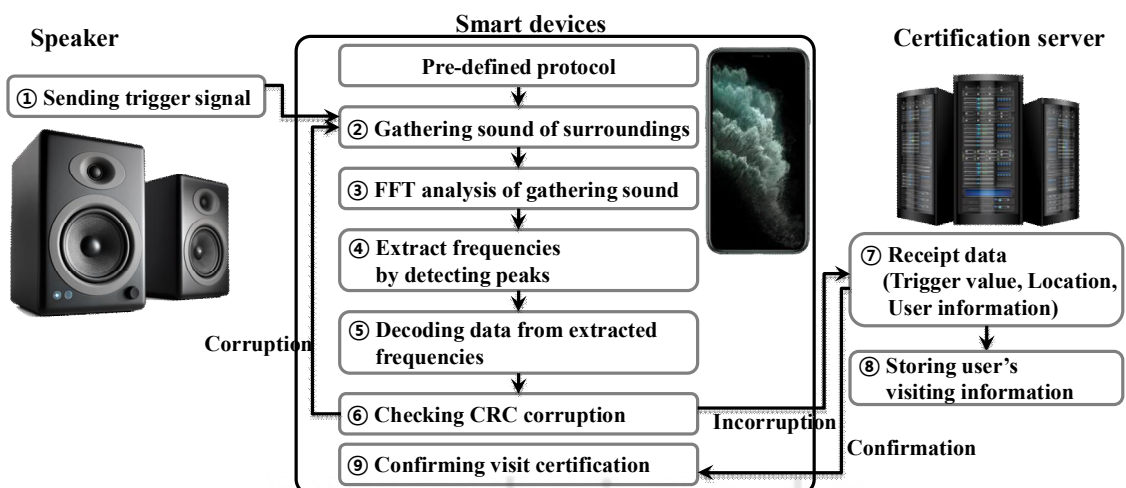 Speaker
Smart devices
Certification server
① Sending trigger signal
Pre-defined protocol
② Gathering sound of surroundings
③ FFT analysis of gathering sound
④ Extract frequencies
by detecting peaks
⑤ Decoding data from extracted
frequencies
⑥ Checking CRC corruption
⑨ Confirming visit certification
Corruption
Incorruption
Confirmation
⑦ Receipt data
(Trigger value, Location,
User information)
⑧ Storing user's
visiting information